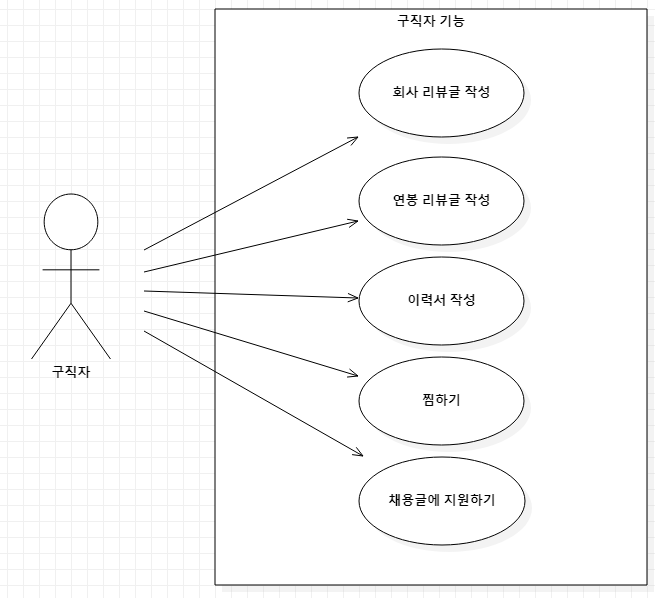 구직자 기능
회사 리뷰글 작성
연봉 리뷰글 작성
이력서 작성
찜하기
채용글에 지원하기
구직자